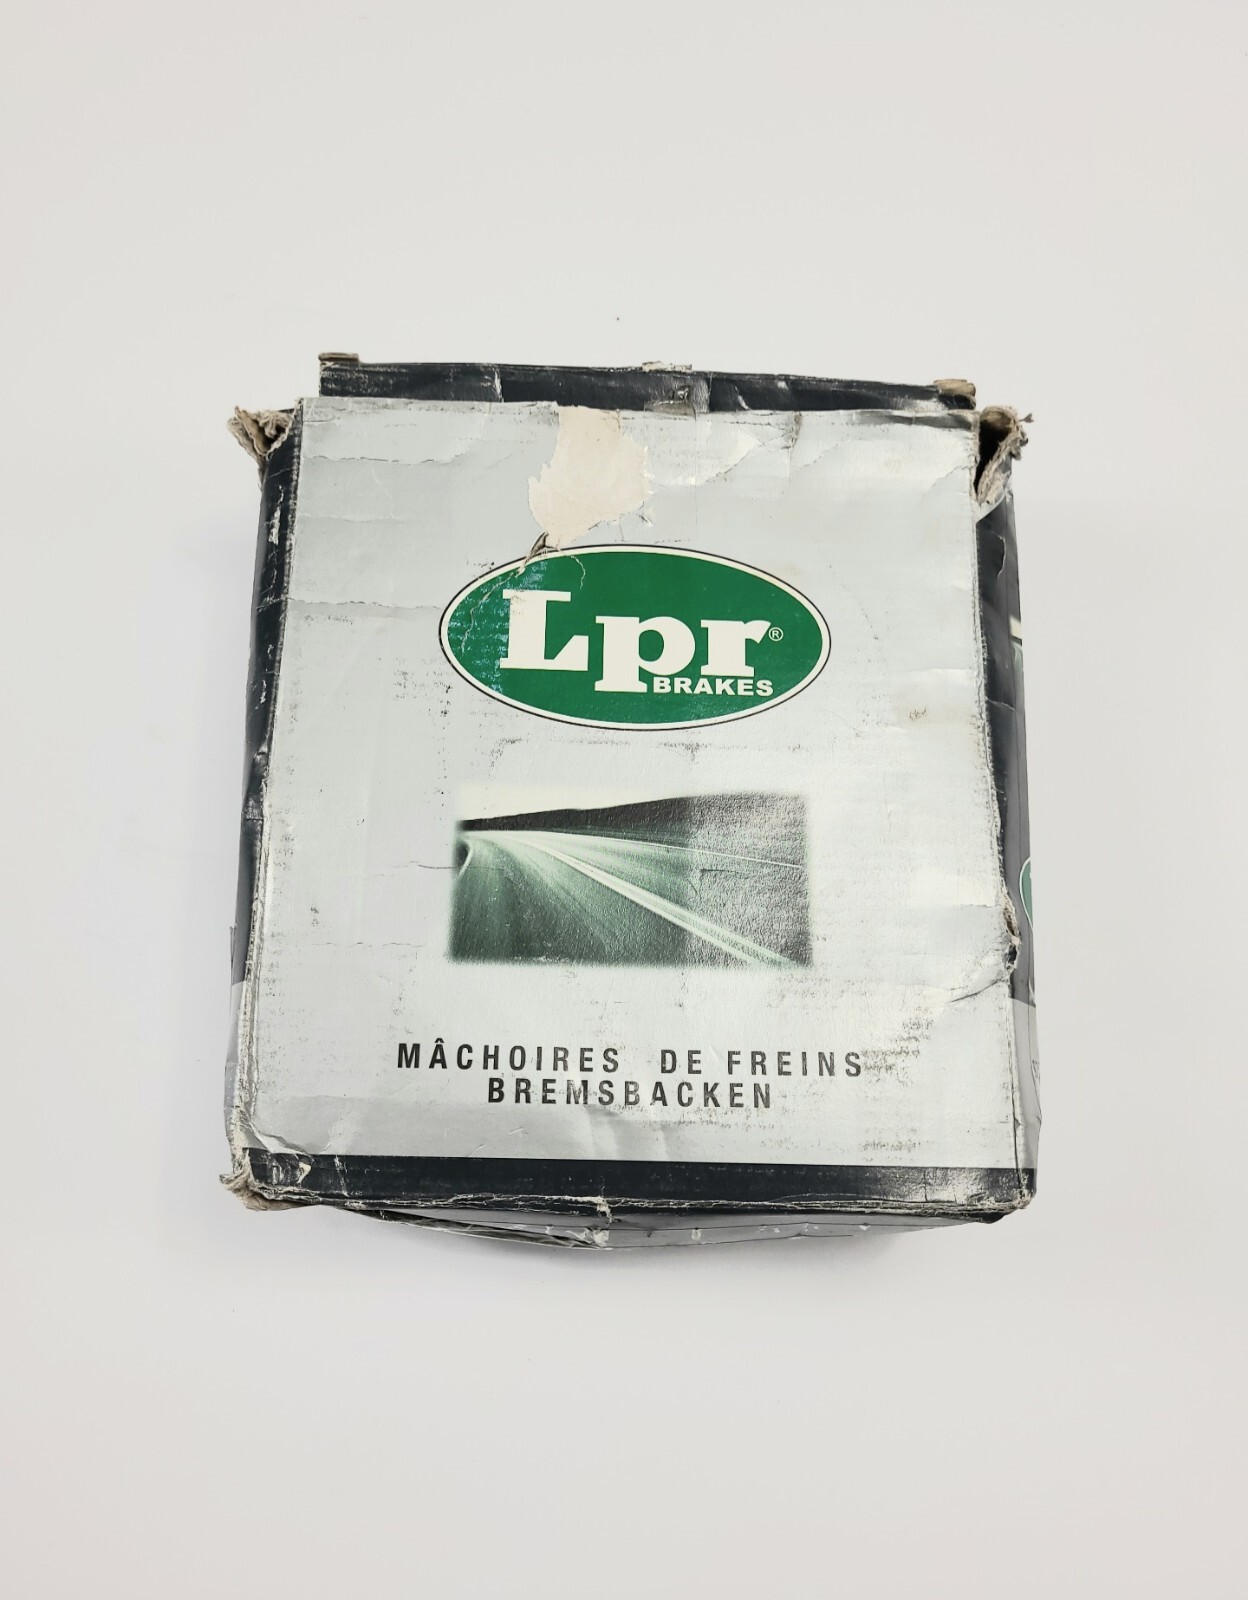 Lpr®
BRAKES
MÂCHOIRES DE FREINS
BREMSBACKEN